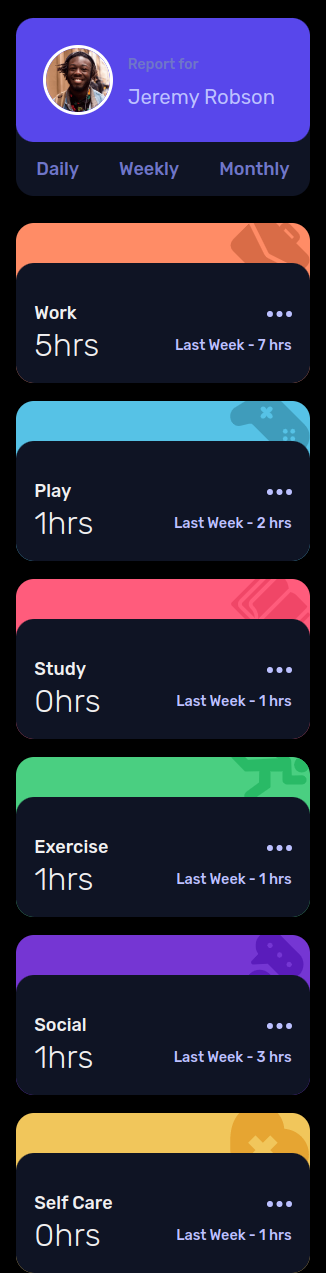 Report for
Jeremy Robson
Daily Weekly Monthly
Work
5hrs
Last Week - 7 hrs
Play
1hrs
Last Week - 2 hrs
Study
0hrs
Last Week - 1 hrs
Exercise
1hrs
Last Week - 1 hrs
Social
1hrs
Last Week - 3 hrs
Self Care
0hrs
Last Week - 1 hrs